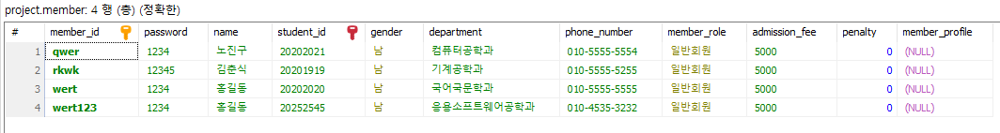 project.member: 4 행 (총) (정확한)
# member_id password name student_id gender department phone_number member_role admission_fee penalty member_profile
1 qwer 1234 노진구 20202021 남 컴퓨터공학과 010-5555-5554 일반회원 5000 0 (NULL)
2 rkwk 12345 김춘식 20201919 남 기계공학과 010-5555-5255 일반회원 5000 0 (NULL)
3 wert 1234 홍길동 20202020 남 국어국문학과 010-5555-5555 일반회원 5000 0 (NULL)
4 wert123 1234 홍길동 20252545 남 응용소프트웨어공학과 010-4535-3232 일반회원 5000 0 (NULL)